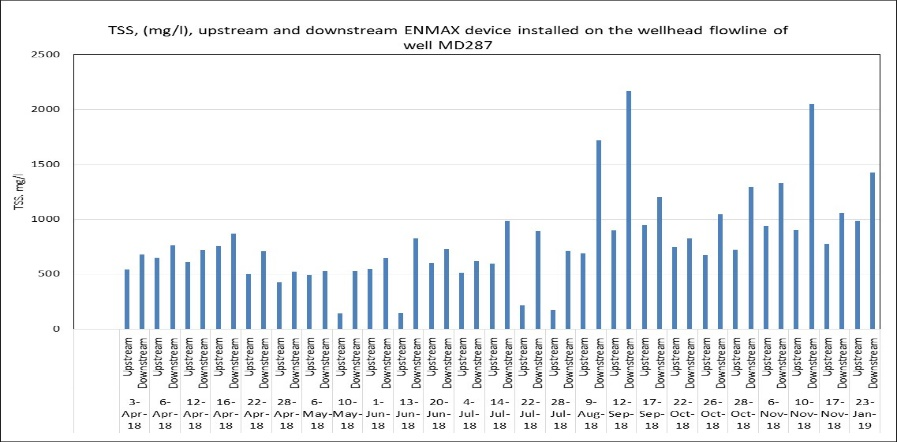 TSS, (mg/l), upstream and downstream ENMAX device installed on the wellhead flowline of
well MD287
2500
2000
1500
1000
500
0
TSS. mg/l
Upstream Downstream Upstream Downstream Upstream Downstream Upstream Downstream Upstream Downstream Upstream Downstream Upstream Downstream Upstream Downstream Upstream Downstream Upstream Downstream Upstream Downstream Upstream Downstream Upstream Downstream Upstream Downstream Upstream Downstream Upstream Downstream Upstream Downstream Upstream Downstream Upstream Downstream Upstream Downstream Upstream Downstream Upstream Downstream Upstream Downstream Upstream Downstream Upstream Downstream
3- 6- 12- 16- 22- 28- 6- 10- 1- 13- 20- 4- 14- 22- 28- 9- 12- 17- 22- 26- 28- 6- 10- 17- 23-
Apr- Apr- Apr- Apr- Apr- Apr- May- May- Jun- Jun- Jun- Jul- Jul- Jul- Jul- Aug- Sep- Sep- Oct- Oct- Oct- Nov- Nov- Nov- Jan-
18 18 18 18 18 18 18 18 18 18 18 18 18 18 18 18 18 18 18 18 18 18 18 18 19